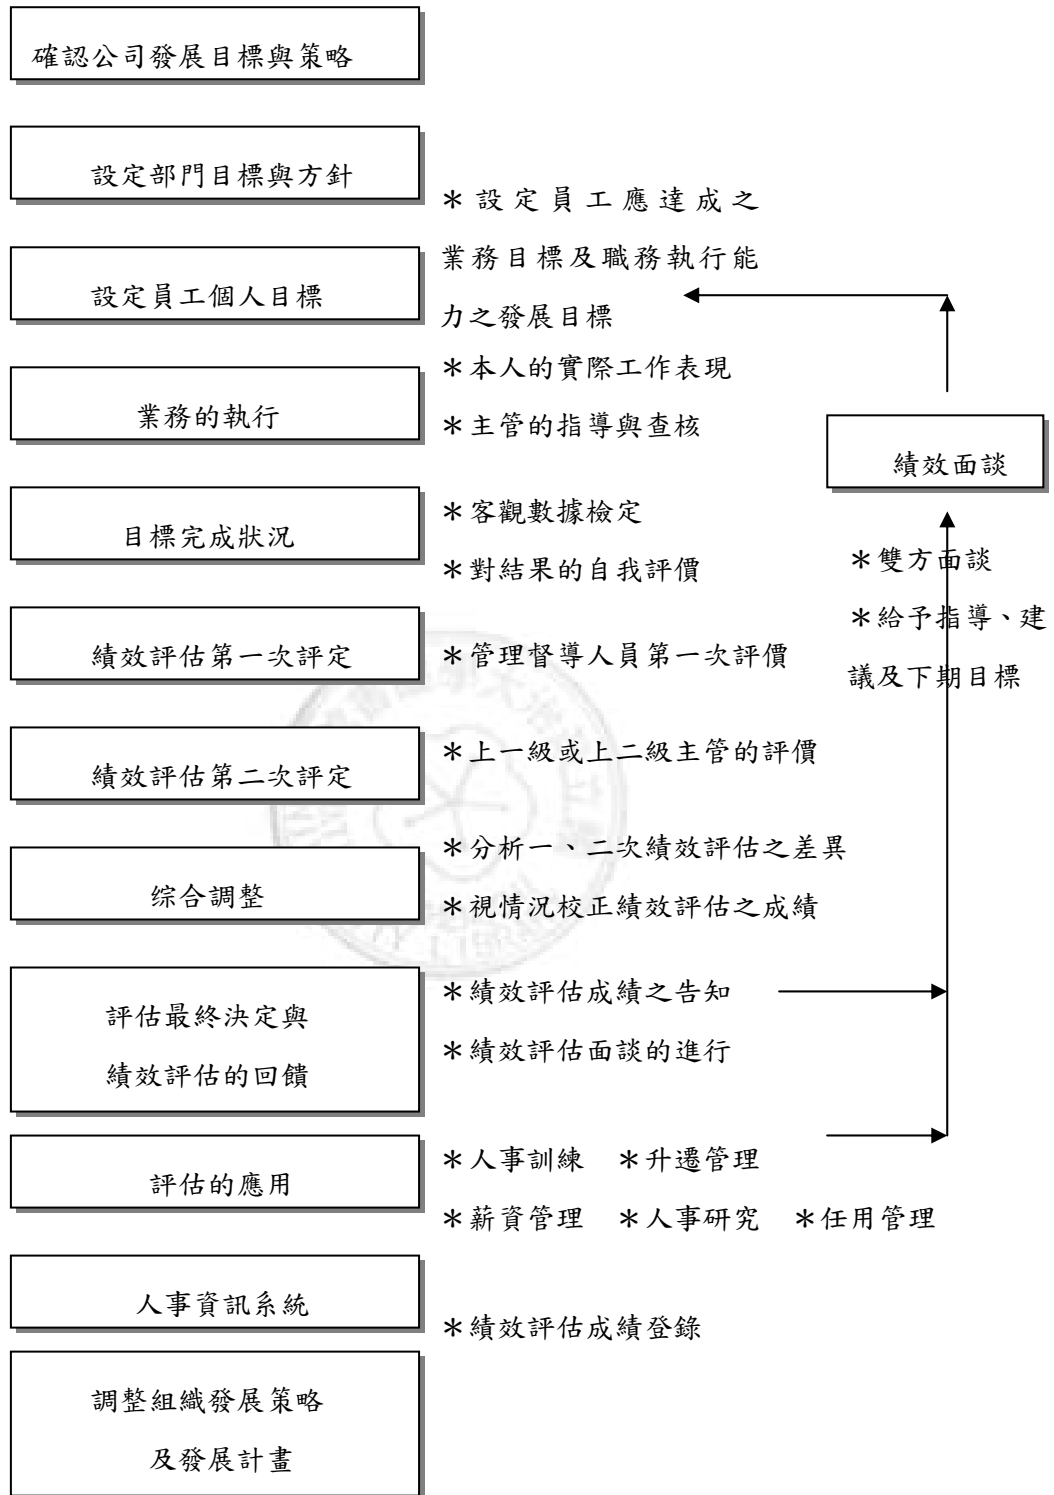 確認公司發展目標與策略
設定部門目標與方針
＊設定員工應達成之
業務目標及職務執行能
力之發展目標
設定員工個人目標
＊本人的實際工作表現
＊主管的指導與查核
業務的執行
績效面談
＊雙方面談
＊給予指導、建
議及下期目標
＊客觀數據檢定
＊對結果的自我評價
目標完成狀況
績效評估第一次評定
＊管理督導人員第一次評價
績效評估第二次評定
＊上一級或上二級主管的評價
＊分析一、二次績效評估之差異
＊視情況校正績效評估之成績
综合調整
＊績效評估成績之告知
＊績效評估面談的進行
評估最終決定與
績效評估的回饋
評估的應用
＊人事訓練　＊升遷管理
＊薪資管理　＊人事研究　＊任用管理
人事資訊系統
＊績效評估成績登錄
調整組織發展策略
及發展計畫